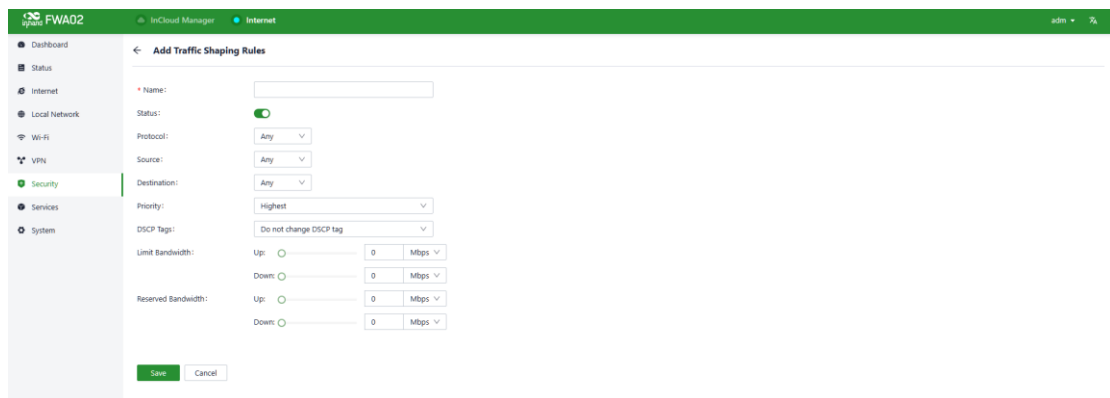 inhand FWA02
InCloud Manager
Internet
adm
Dashboard
Status
Internet
Local Network
Wi-Fi
VPN
Security
Services
System
Add Traffic Shaping Rules
* Name:
Status:
Protocol: Any
Source: Any
Destination: Any
Priority: Highest
DSCP Tags: Do not change DSCP tag
Limit Bandwidth: Up: 0 Mbps
Down: 0 Mbps
Reserved Bandwidth: Up: 0 Mbps
Down: 0 Mbps
Save Cancel